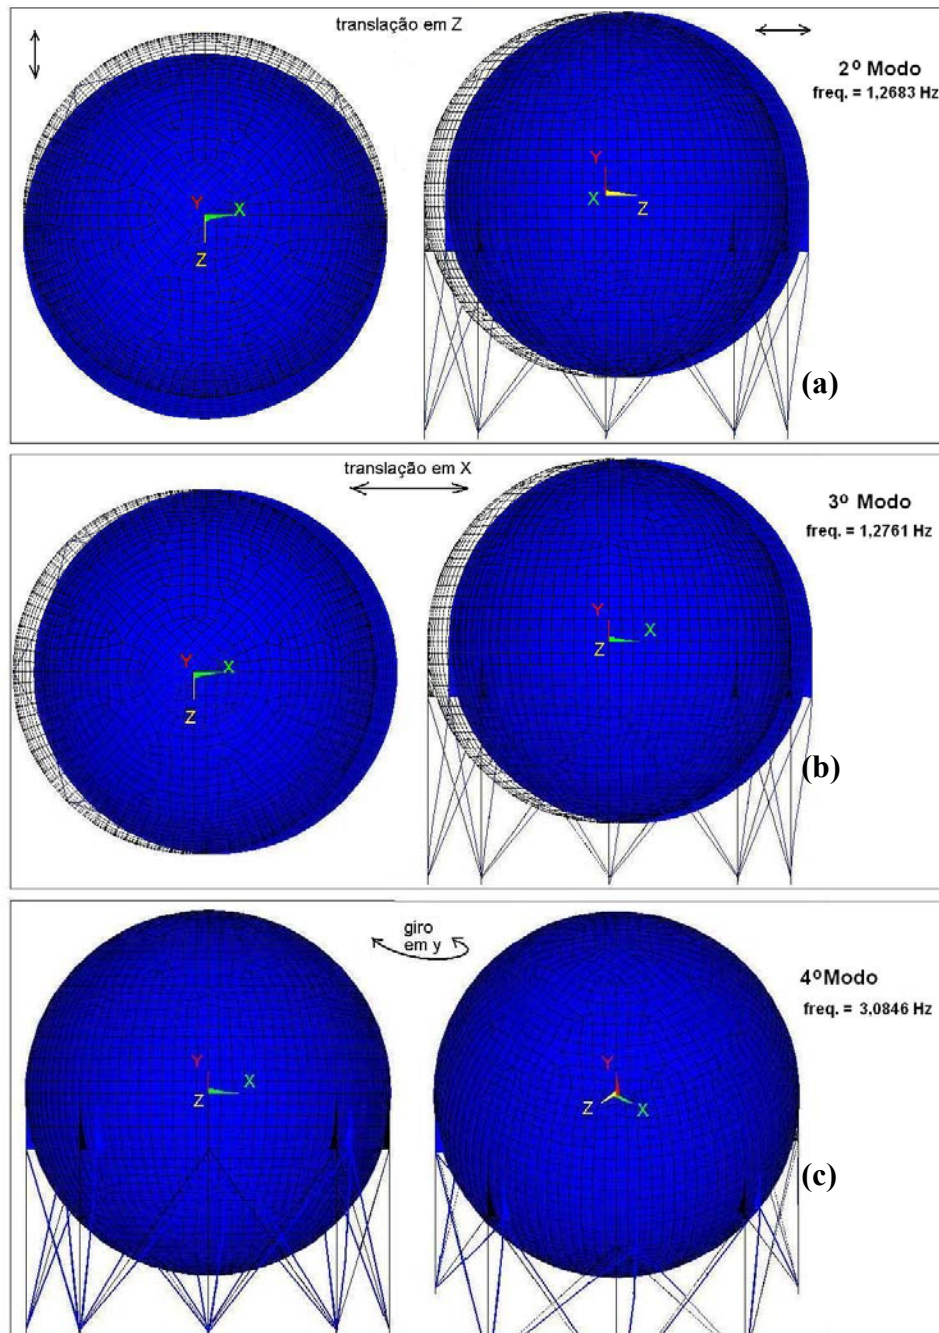 translação em Z
2º Modo
freq. = 1,2683 Hz
Y
X
Z
Y
X
Z
(a)
translação em X
3º Modo
freq. = 1,2761 Hz
Y
X
Z
Y
X
Z
(b)
giro
em y
4ºModo
freq. = 3,0846 Hz
Y
X
Z
Y
Z
X
(c)